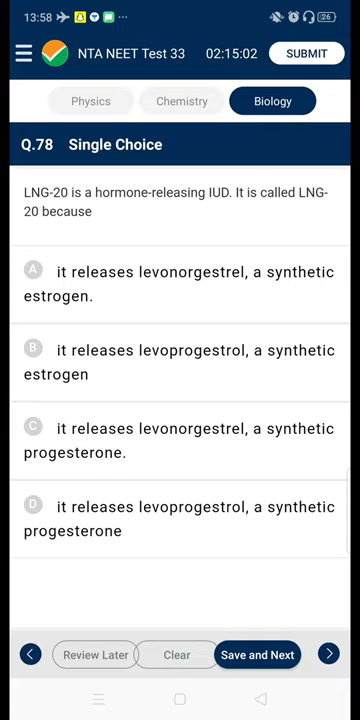 13:58 26
NTA NEET Test 33 02:15:02 SUBMIT
Physics Chemistry Biology
Q.78 Single Choice
LNG-20 is a hormone-releasing IUD. It is called LNG-
20 because
A it releases levonorgestrel, a synthetic
estrogen.
B it releases levoprogestrol, a synthetic
estrogen
C it releases levonorgestrel, a synthetic
progesterone.
D it releases levoprogestrol, a synthetic
progesterone
Review Later Clear Save and Next